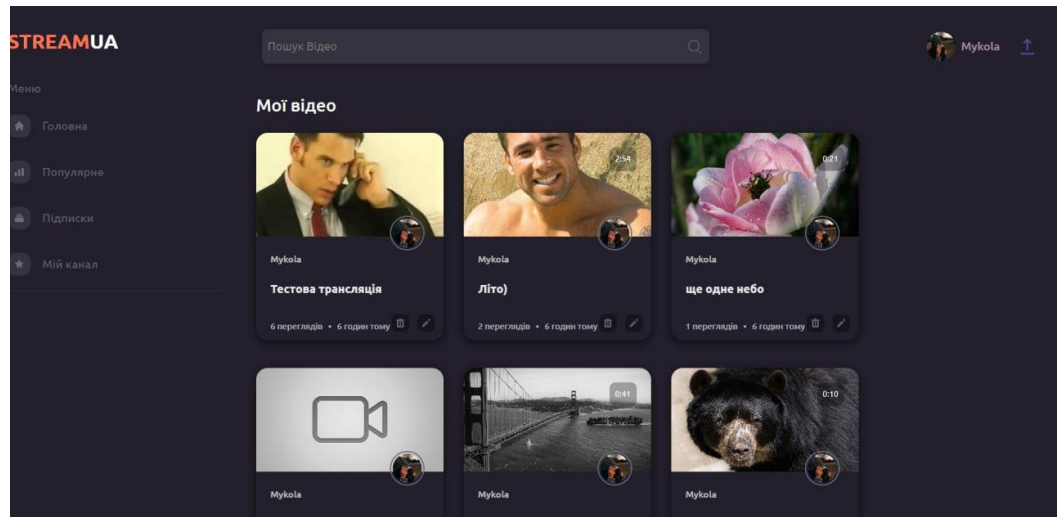 STREAMUA
Пошук Відео
Mykola
Меню
Головна
Популярне
Підписки
Мій канал
Мої відео
2:54
0:21
Mykola
Mykola
Mykola
Тестова трансляція
Літо)
ще одне небо
6 переглядів • 6 годин тому
2 переглядів • 6 годин тому
1 переглядів • 6 годин тому
0:41
0:10
Mykola
Mykola
Mykola